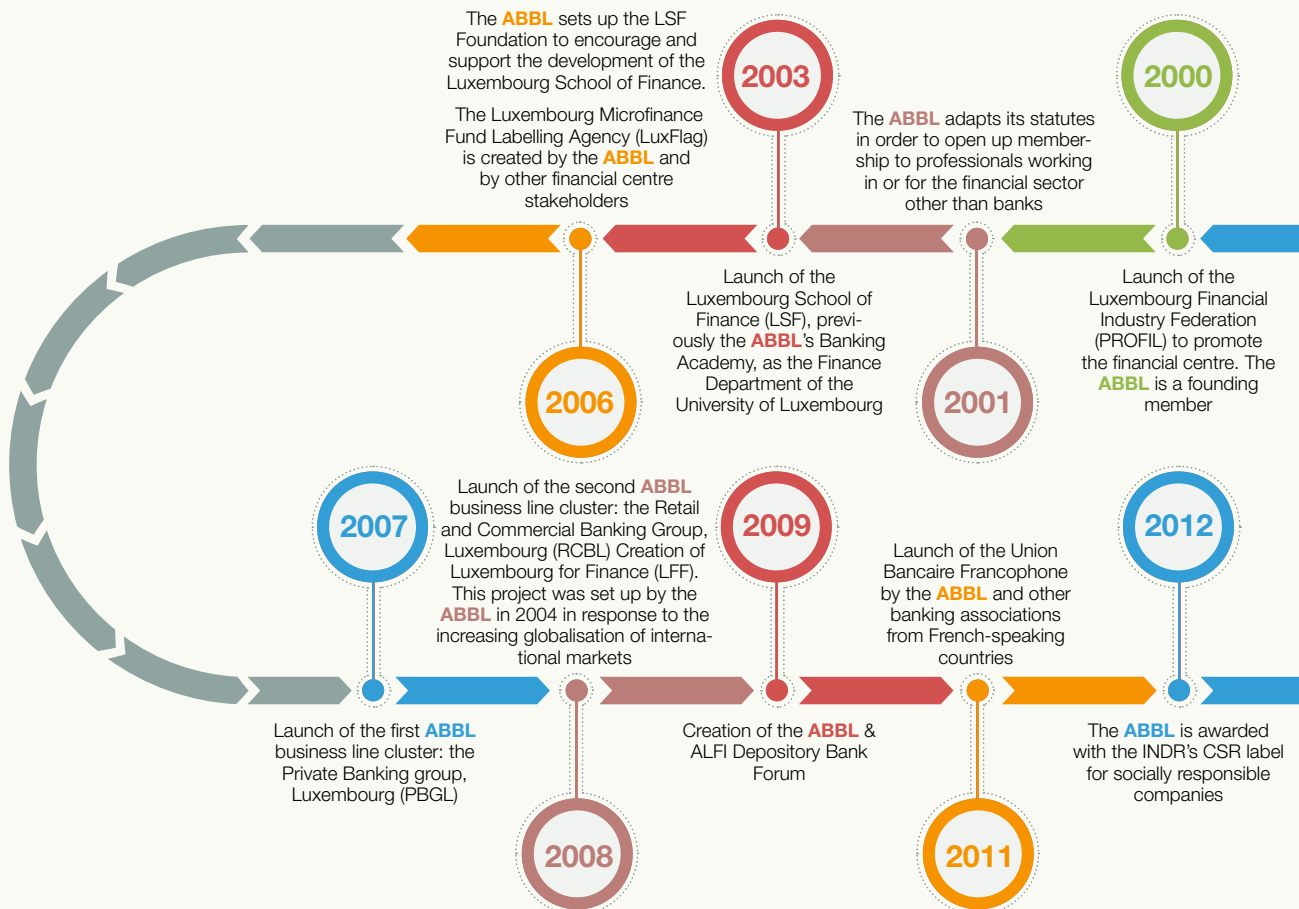 The ABBL sets up the LSF
Foundation to encourage and
support the development of the
Luxembourg School of Finance.
The Luxembourg Microfinance
Fund Labelling Agency (LuxFlag)
is created by the ABBL and
by other financial centre
stakeholders
2003
The ABBL adapts its statutes
in order to open up member-
ship to professionals working
in or for the financial sector
other than banks
2000
2006
Launch of the
Luxembourg School of
Finance (LSF), previ-
ously the ABBL's Banking
Academy, as the Finance
Department of the
University of Luxembourg
2001
Launch of the
Luxembourg Financial
Industry Federation
(PROFIL) to promote
the financial centre. The
ABBL is a founding
member
2007
Launch of the second ABBL
business line cluster: the Retail
and Commercial Banking Group,
Luxembourg (RCBL) Creation of
Luxembourg for Finance (LFF).
This project was set up by the
ABBL in 2004 in response to the
increasing globalisation of interna-
tional markets
2009
Launch of the Union
Bancaire Francophone
by the ABBL and other
banking associations
from French-speaking
countries
2012
Launch of the first ABBL
business line cluster: the
Private Banking group,
Luxembourg (PBGL)
2008
Creation of the ABBL &
ALFI Depository Bank
Forum
2011
The ABBL is awarded
with the INDR's CSR label
for socially responsible
companies